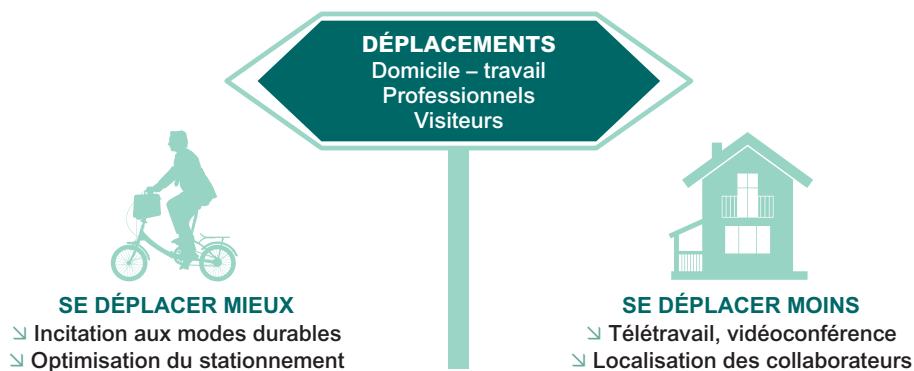 DÉPLACEMENTS
Domicile – travail
Professionnels
Visiteurs
SE DÉPLACER MIEUX
↘ Incitation aux modes durables
↘ Optimisation du stationnement
SE DÉPLACER MOINS
↘ Télétravail, vidéoconférence
↘ Localisation des collaborateurs